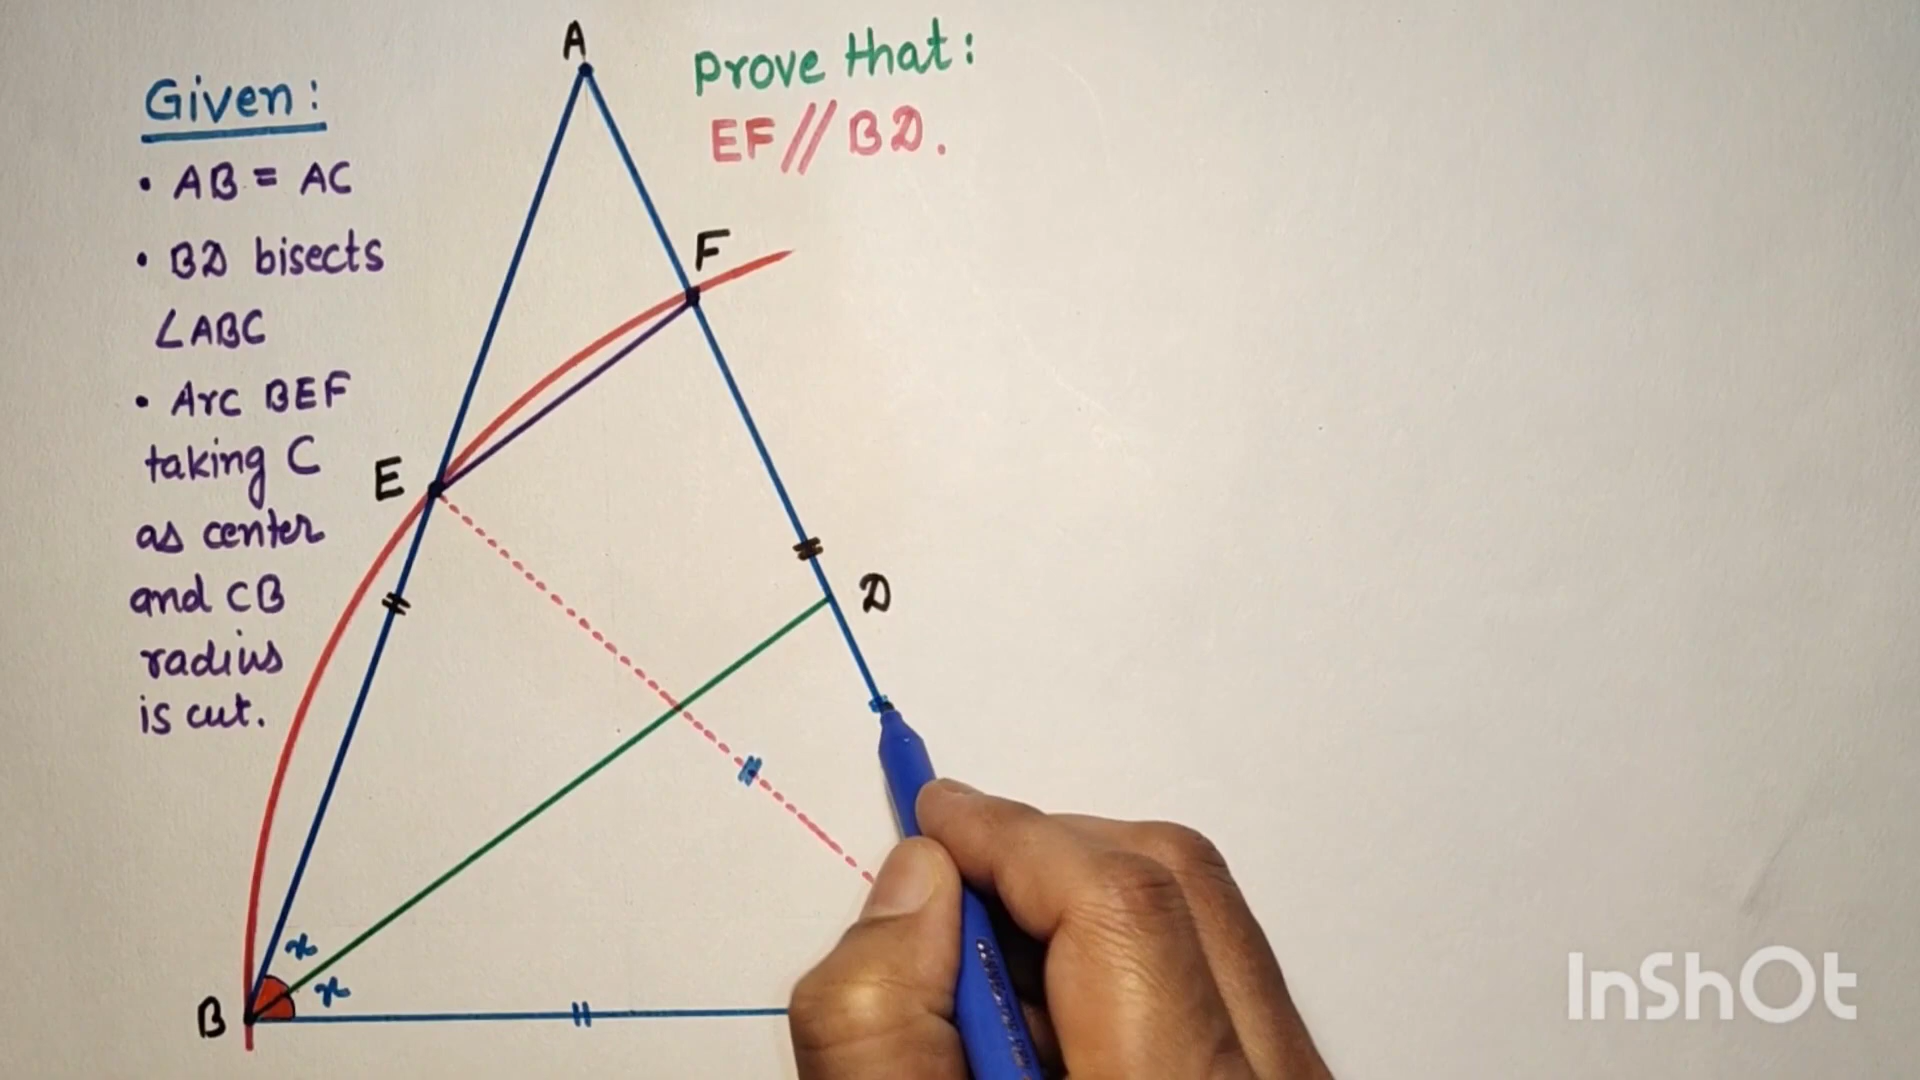 A
Prove that:
EF // BD.
Given:
• AB = AC
• BD bisects
∠ABC
• Arc BEF
taking C
as center
and CB
radius
is cut.
F
E
D
x
x
B
InShOt